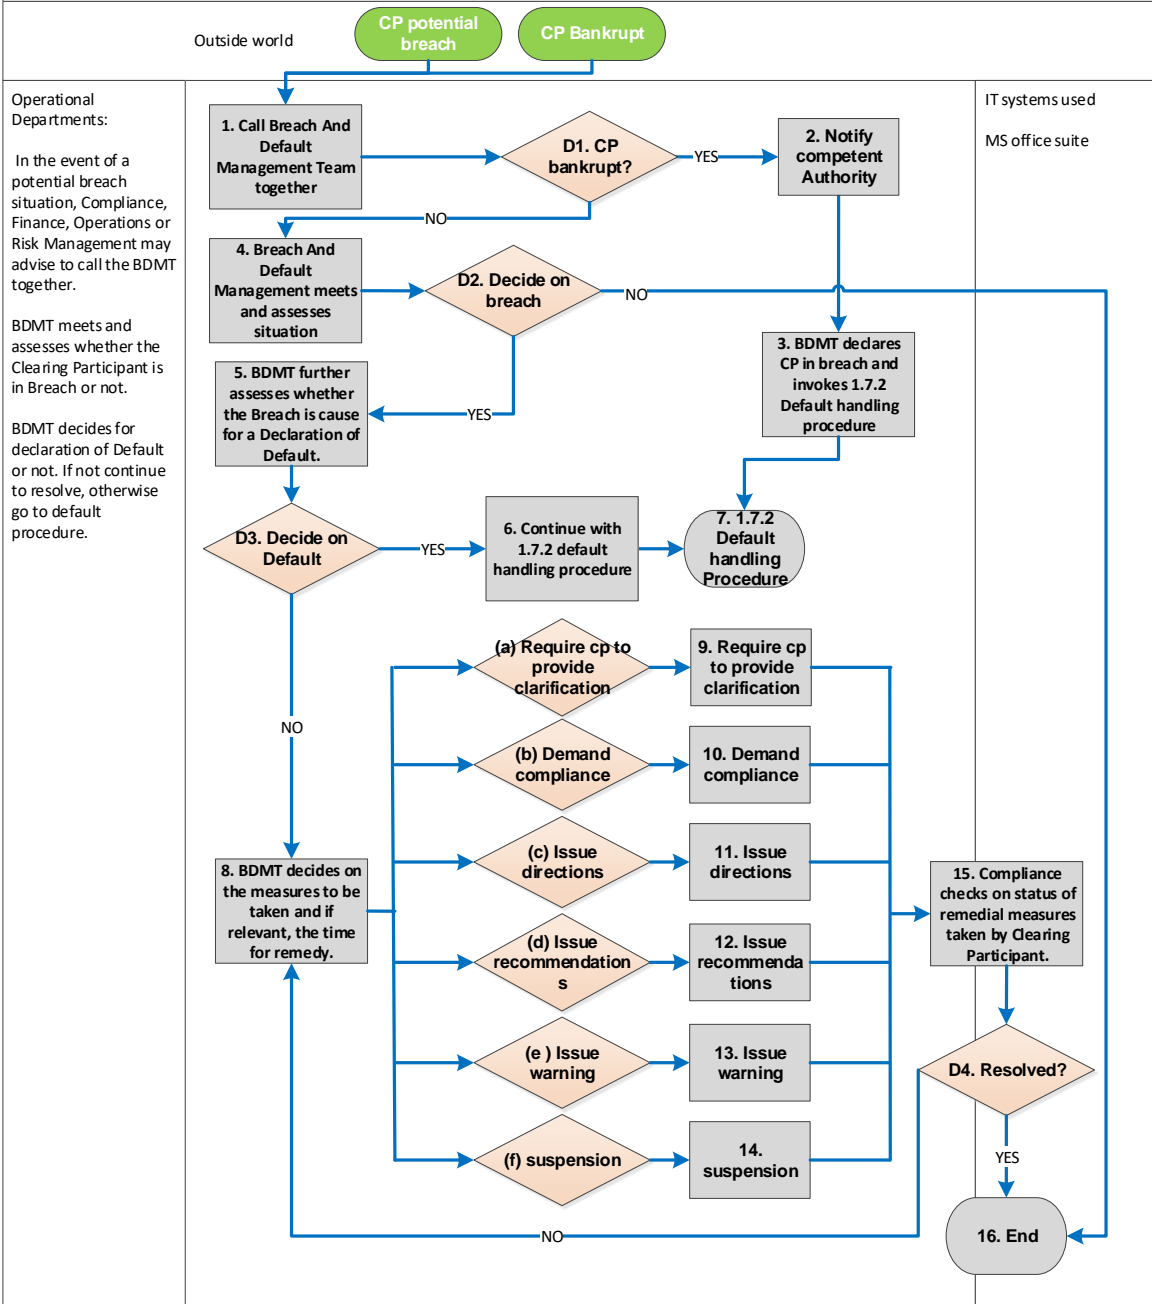 Outside world
CP potential
breach
CP Bankrupt
Operational
Departments:
In the event of a
potential breach
situation, Compliance,
Finance, Operations or
Risk Management may
advise to call the BDMT
together.
BDMT meets and
assesses whether the
Clearing Participant is
in Breach or not.
BDMT decides for
declaration of Default
or not. If not continue
to resolve, otherwise
go to default
procedure.
IT systems used
MS office suite
1. Call Breach And
Default
Management Team
together
D1. CP
bankrupt?
YES
2. Notify
competent
Authority
NO
4. Breach And
Default
Management meets
and assesses
situation
D2. Decide on
breach
NO
3. BDMT declares
CP in breach and
invokes 1.7.2
Default handling
procedure
5. BDMT further
assesses whether
the Breach is cause
for a Declaration of
Default.
YES
D3. Decide on
Default
YES
6. Continue with
1.7.2 default
handling procedure
7. 1.7.2
Default
handling
Procedure
NO
(a) Require cp to
provide
clarification
9. Require cp
to provide
clarification
(b) Demand
compliance
10. Demand
compliance
(c) Issue
directions
11. Issue
directions
8. BDMT decides on
the measures to be
taken and if
relevant, the time
for remedy.
15. Compliance
checks on status of
remedial measures
taken by Clearing
Participant.
(d) Issue
recommendation
s
12. Issue
recommenda
tions
(e ) Issue
warning
13. Issue
warning
D4. Resolved?
(f) suspension
14.
suspension
YES
NO
16. End